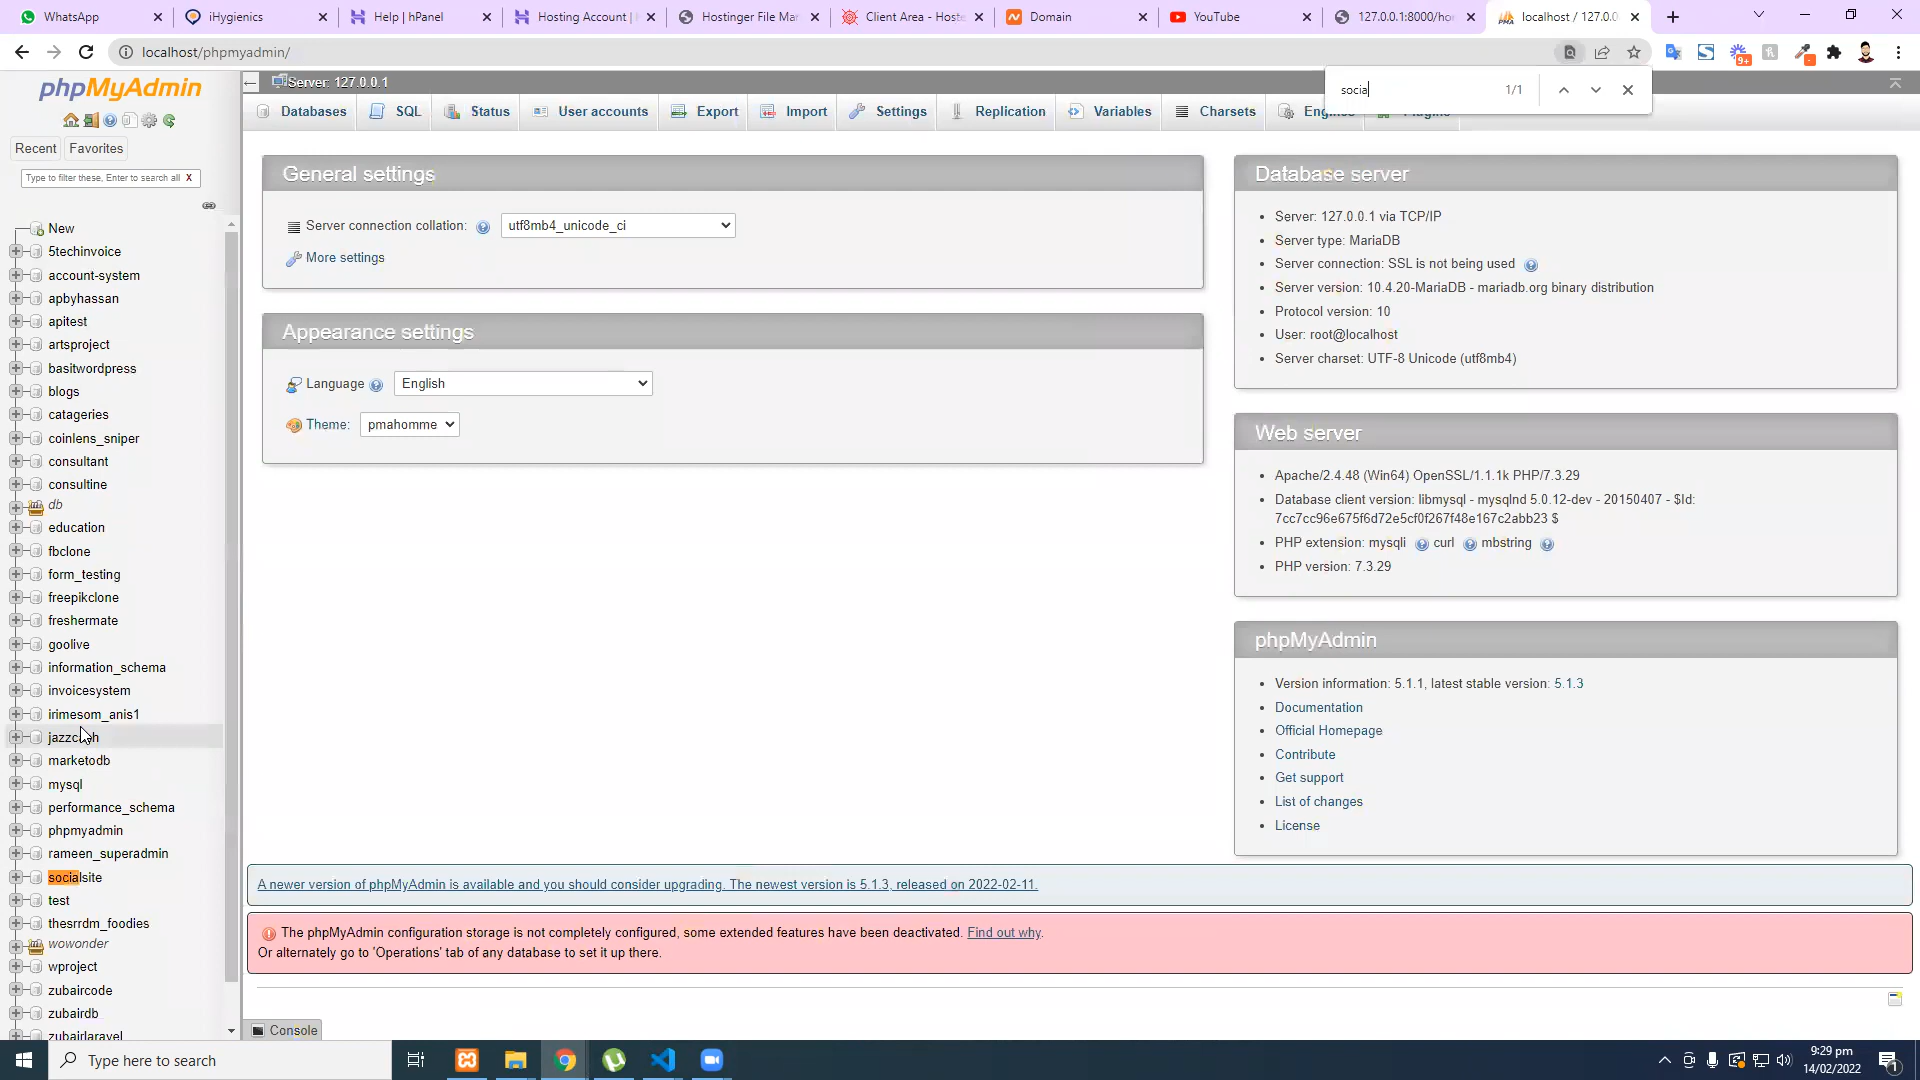 WhatsApp
iHygienics
Help | hPanel
Hosting Account |
Hostinger File Ma
Client Area - Hoste
Domain
YouTube
127.0.0.1:8000/ho
localhost / 127.0.0
localhost/phpmyadmin/
9+
phpMyAdmin
Server: 127.0.0.1
socia
1/1
Databases
SQL
Status
User accounts
Export
Import
Settings
Replication
Variables
Charsets
Engines
Plugins
Recent
Favorites
Type to filter these, Enter to search all X
New
5techinvoice
account-system
apbyhassan
apitest
artsproject
basitwordpress
blogs
catageries
coinlens_sniper
consultant
consultine
db
education
fbclone
form_testing
freepikclone
freshermate
goolive
information_schema
invoicesystem
irimesom_anis1
marketodb
mysql
performance_schema
phpmyadmin
rameen_superadmin
socialsite
test
thesrrdm_foodies
wowonder
wproject
zubaircode
zubairdb
zubairlaravel
General settings
Server connection collation:
utf8mb4_unicode_ci
More settings
Appearance settings
Language
English
Theme:
pmahomme
Database server
Server: 127.0.0.1 via TCP/IP
Server type: MariaDB
Server connection: SSL is not being used
Server version: 10.4.20-MariaDB - mariadb.org binary distribution
Protocol version: 10
User: root@localhost
Server charset: UTF-8 Unicode (utf8mb4)
Web server
Apache/2.4.48 (Win64) OpenSSL/1.1.1k PHP/7.3.29
Database client version: libmysql - mysqlnd 5.0.12-dev - 20150407 - $Id:
7cc7cc96e675f6d72e5cf0f267f48e167c2abb23 $
PHP extension: mysqli curl mbstring
PHP version: 7.3.29
phpMyAdmin
Version information: 5.1.1, latest stable version: 5.1.3
Documentation
Official Homepage
Contribute
Get support
List of changes
License
A newer version of phpMyAdmin is available and you should consider upgrading. The newest version is 5.1.3, released on 2022-02-11.
The phpMyAdmin configuration storage is not completely configured, some extended features have been deactivated. Find out why.
Or alternately go to 'Operations' tab of any database to set it up there.
Console
Type here to search
9:29 pm
14/02/2022
1